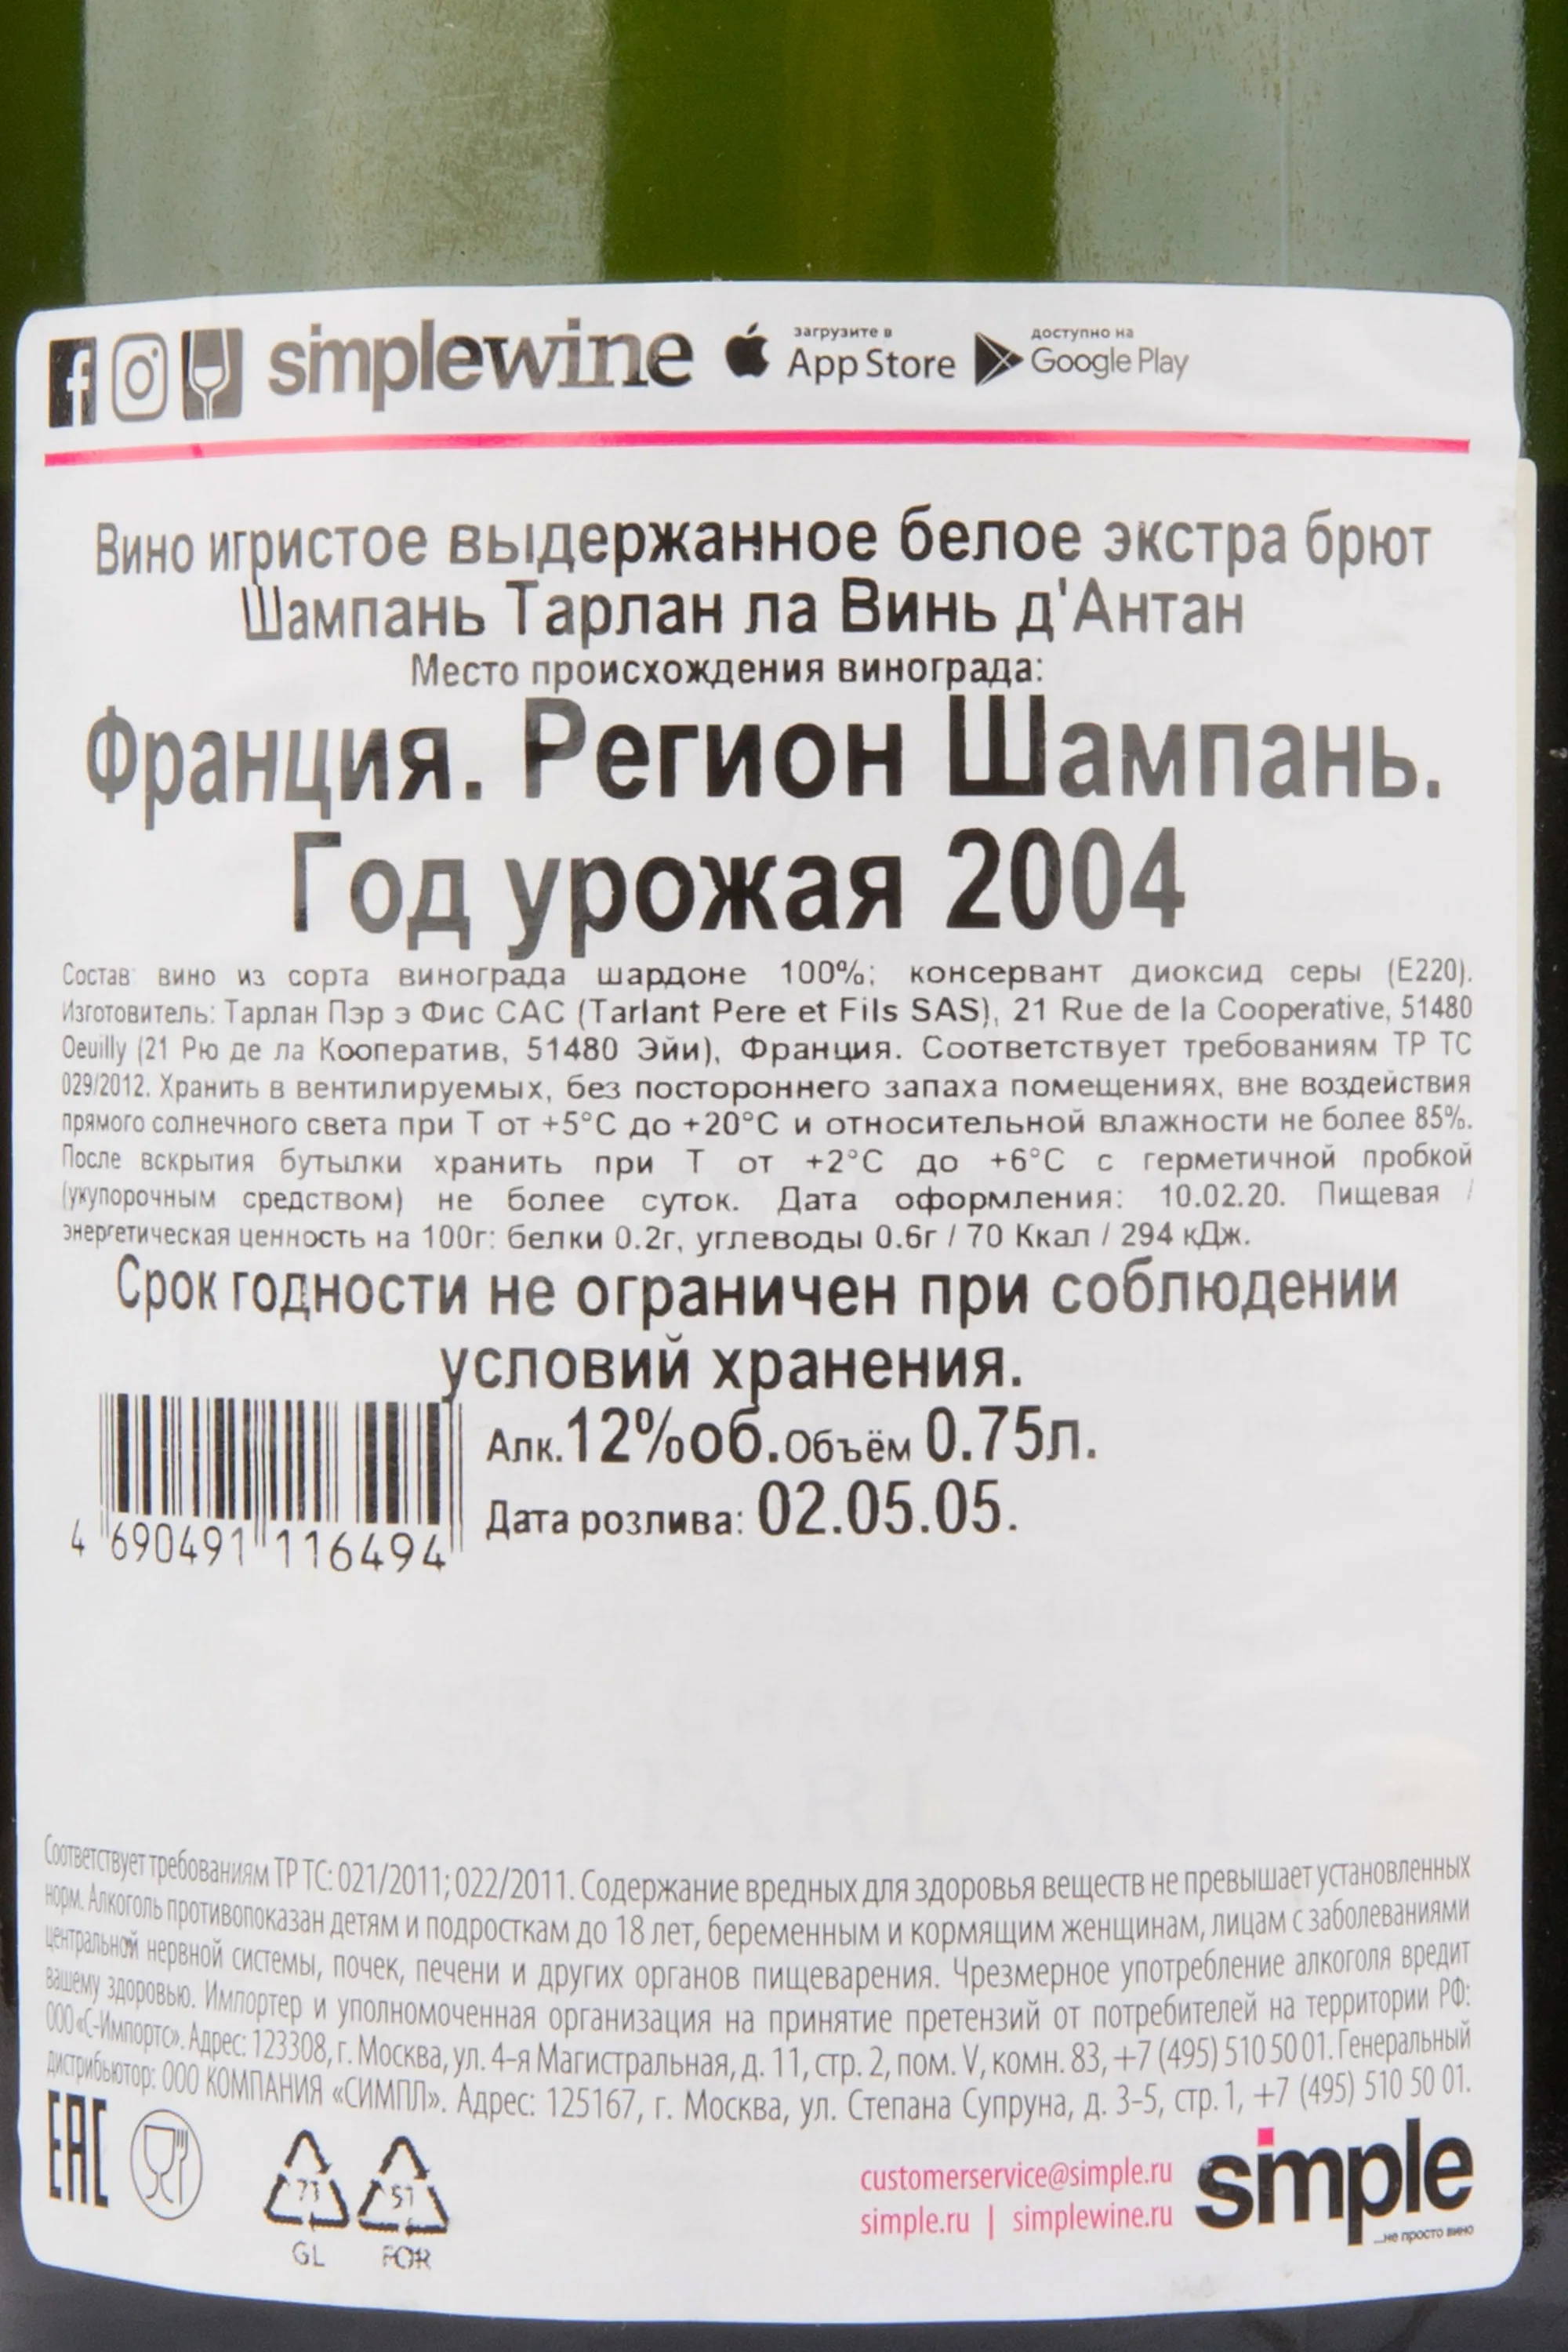 simplewine загрузите в App Store доступно на Google Play
Вино игристое выдержанное белое экстра брют
Шампань Тарлан ла Винь д'Антан
Место происхождения винограда:
Франция. Регион Шампань.
Год урожая 2004
Состав: вино из сорта винограда шардоне 100%; консервант диоксид серы (E220).
Изготовитель: Тарлан Пэр э Фис САС (Tarlant Pere et Fils SAS), 21 Rue de la Cooperative, 51480
Oeuilly (21 Рю де ла Кооператив, 51480 Эйи), Франция. Соответствует требованиям ТР ТС
029/2012. Хранить в вентилируемых, без постороннего запаха помещениях, вне воздействия
прямого солнечного света при Т от +5°С до +20°С и относительной влажности не более 85%.
После вскрытия бутылки хранить при Т от +2°С до +6°С с герметичной пробкой
(укупорочным средством) не более суток. Дата оформления: 10.02.20. Пищевая /
энергетическая ценность на 100г: белки 0.2г, углеводы 0.6г / 70 Ккал / 294 кДж.
Срок годности не ограничен при соблюдении
условий хранения.
Алк.12%об.Объём 0.75л.
Дата розлива: 02.05.05.
4 690491 116494
CHAMPAGNE
TARLANT
Соответствует требованиям ТР ТС: 021/2011; 022/2011. Содержание вредных для здоровья веществ не превышает установленных
норм. Алкоголь противопоказан детям и подросткам до 18 лет, беременным и кормящим женщинам, лицам с заболеваниями
центральной нервной системы, почек, печени и других органов пищеварения. Чрезмерное употребление алкоголя вредит
вашему здоровью. Импортер и уполномоченная организация на принятие претензий от потребителей на территории РФ:
ООО «С-Импортс». Адрес: 123308, г. Москва, ул. 4-я Магистральная, д. 11, стр. 2, пом. V, комн. 83, +7 (495) 510 50 01. Генеральный
дистрибьютор: ООО КОМПАНИЯ «СИМПЛ». Адрес: 125167, г. Москва, ул. Степана Супруна, д. 3-5, стр. 1, +7 (495) 510 50 01.
EAC
71 51
GL FOR
customerservice@simple.ru
simple.ru | simplewine.ru
simple
...не просто вино